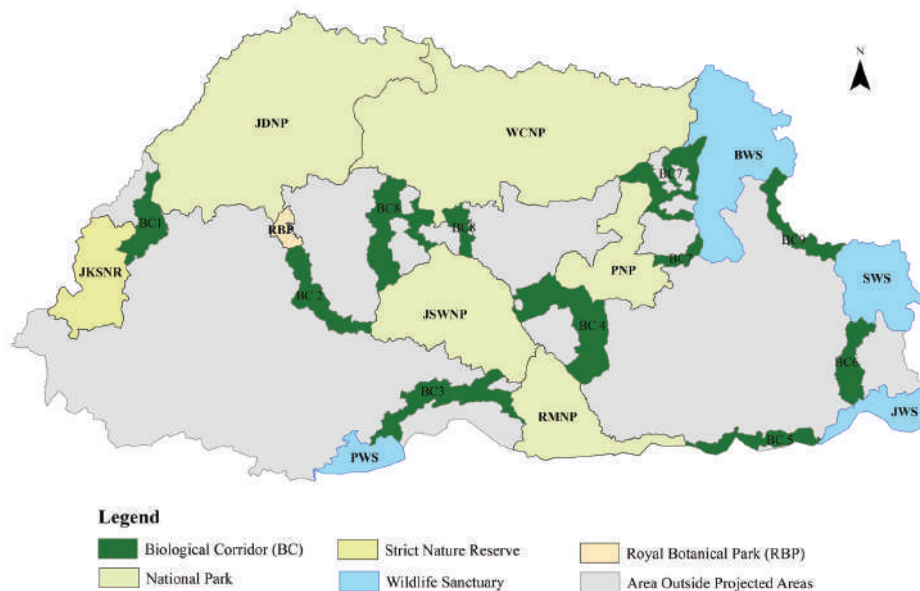 N
JDNP
WCNP
BWS
BC7
BC8
BC1
RBP
BC8
BC9
JKSNR
PNP
BC7
SWS
BC 2
JSWNP
BC 4
BC6
BC3
RMNP
JWS
BC 5
PWS
Legend
Biological Corridor (BC)
Strict Nature Reserve
Royal Botanical Park (RBP)
National Park
Wildlife Sanctuary
Area Outside Projected Areas